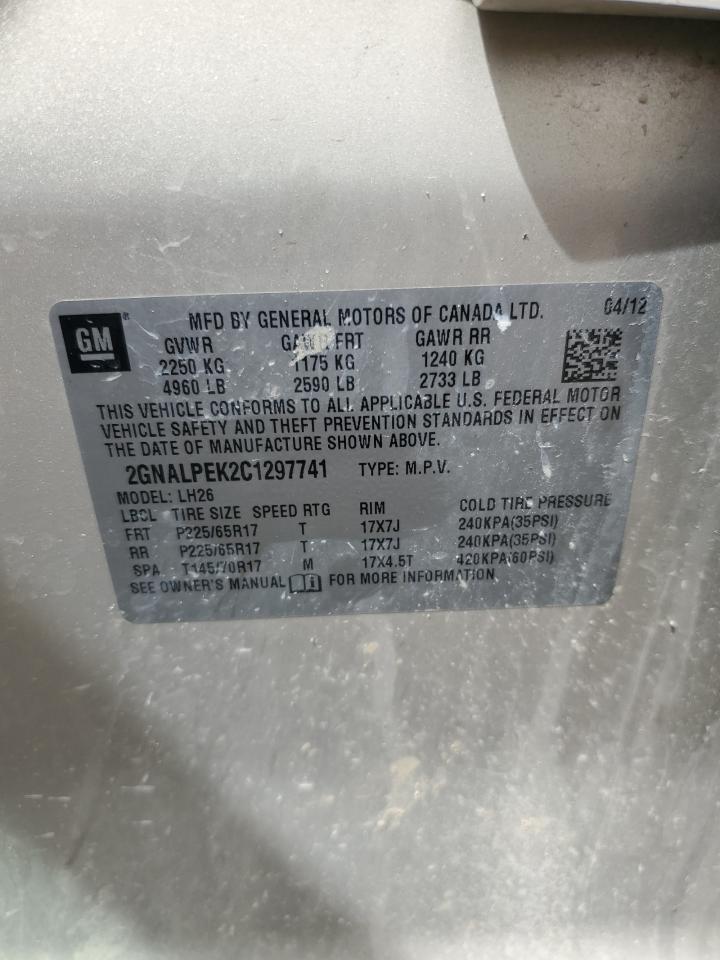 GM ® MFD BY GENERAL MOTORS OF CANADA LTD. 04/12
GVWR GAWR FRT GAWR RR
2250 KG 1175 KG 1240 KG
4960 LB 2590 LB 2733 LB
THIS VEHICLE CONFORMS TO ALL APPLICABLE U.S. FEDERAL MOTOR
VEHICLE SAFETY AND THEFT PREVENTION STANDARDS IN EFFECT ON
THE DATE OF MANUFACTURE SHOWN ABOVE.
2GNALPEK2C1297741 TYPE: M.P.V.
MODEL: LH26
LBSL TIRE SIZE SPEED RTG RIM COLD TIRE PRESSURE
FRT P225/65R17 T 17X7J 240KPA(35PSI)
RR P225/65R17 T 17X7J 240KPA(35PSI)
SPA T145/70R17 M 17X4.5T 420KPA(60PSI)
SEE OWNER'S MANUAL FOR MORE INFORMATION